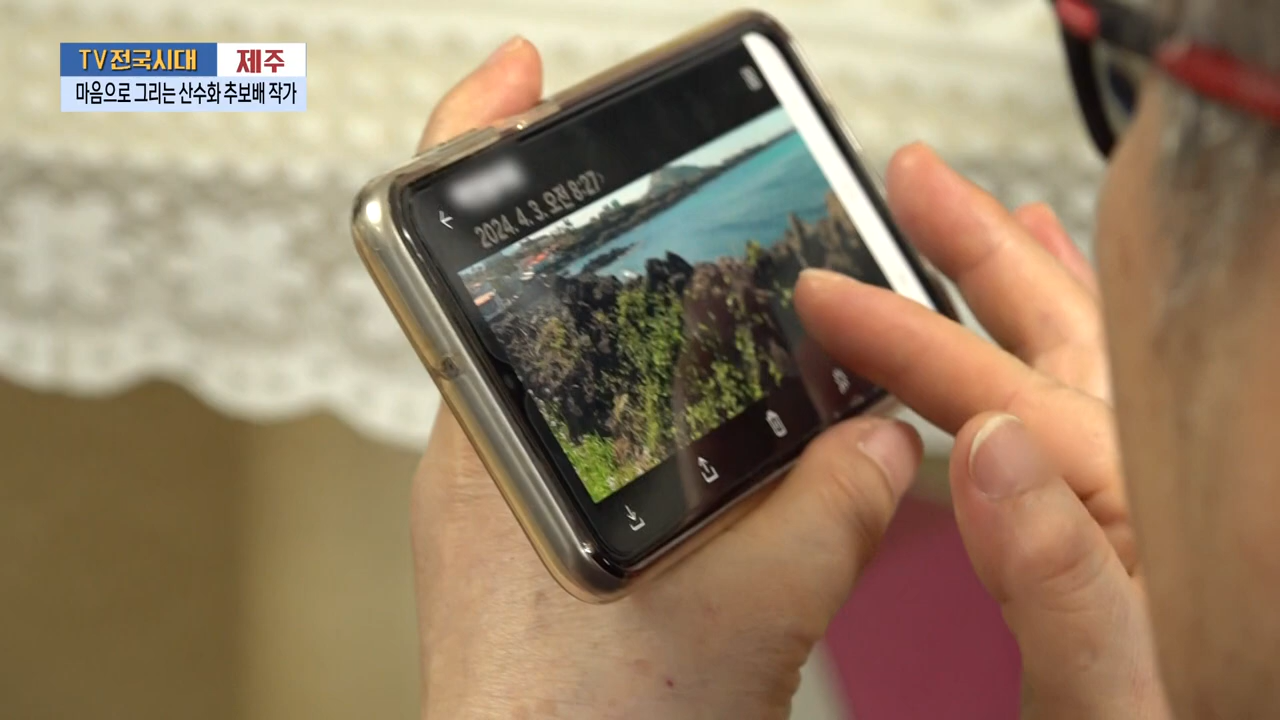 TV전국시대 제주
마음으로 그리는 산수화 추보배 작가
2024. 4. 3. 오전 8:27